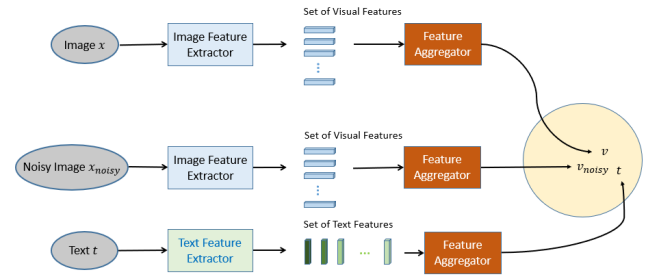 Set of Visual Features
Image x
Image Feature
Extractor
Feature
Aggregator
Set of Visual Features
Noisy Image x_noisy
Image Feature
Extractor
Feature
Aggregator
v
v_noisy t
Set of Text Features
Text t
Text Feature
Extractor
Feature
Aggregator